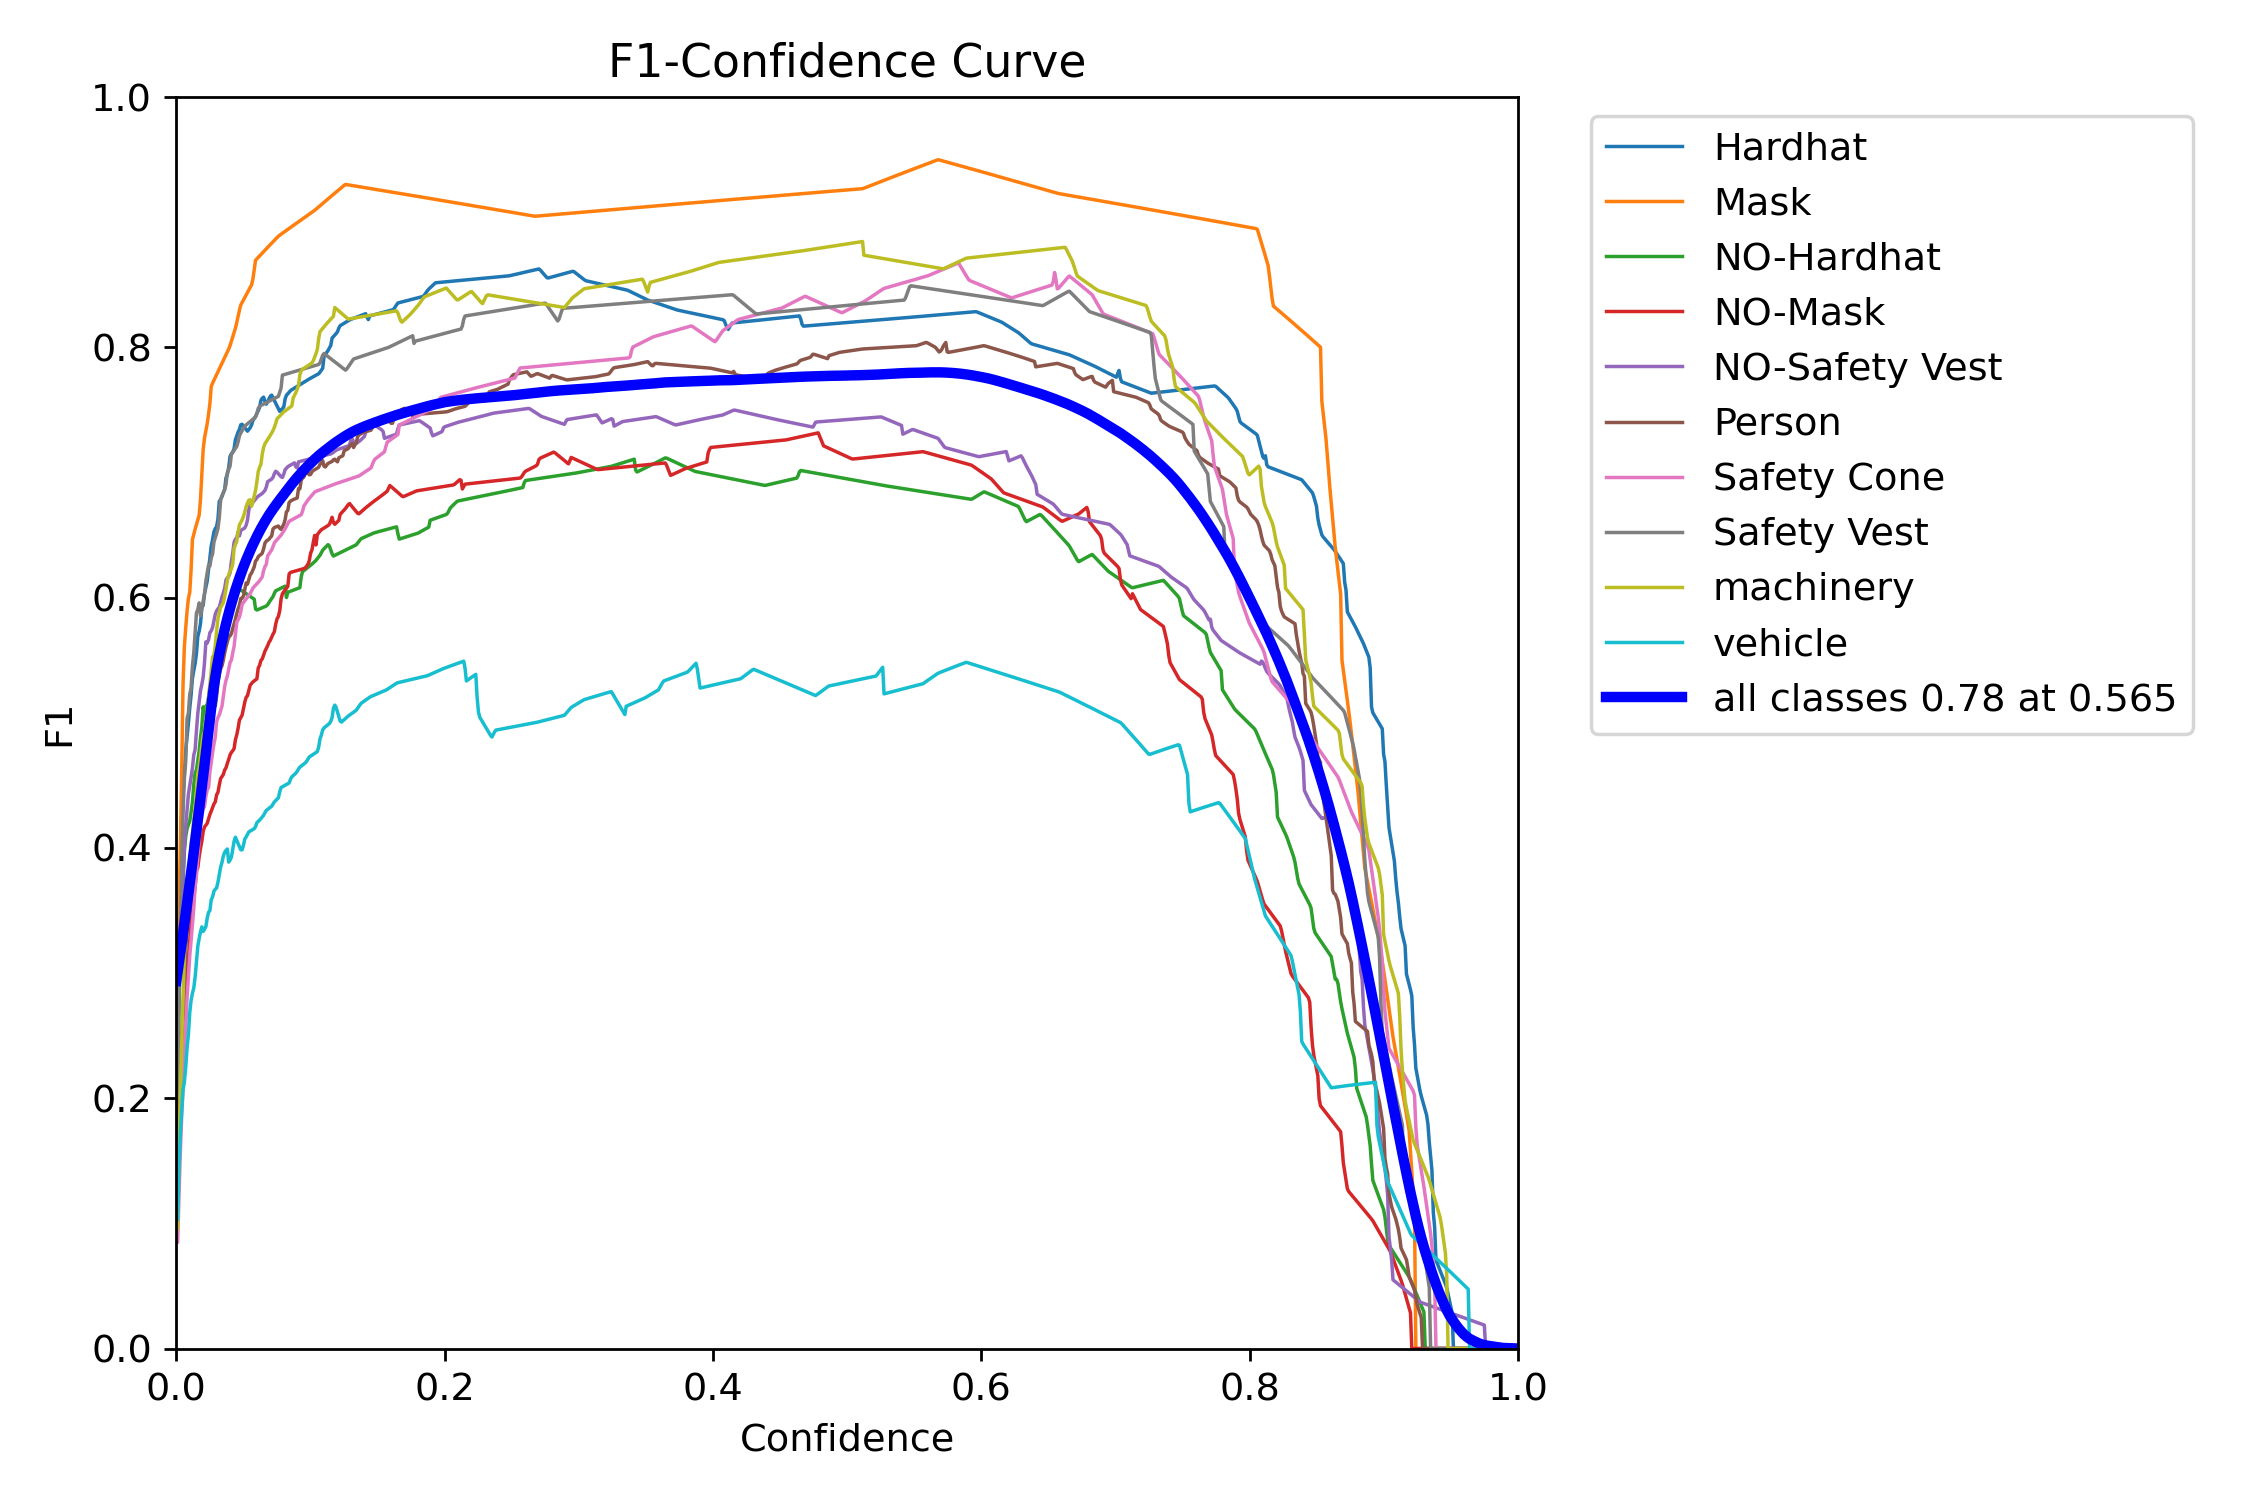 F1-Confidence Curve
1.0
0.8
0.6
0.4
0.2
0.0
F1
0.0 0.2 0.4 0.6 0.8 1.0
Confidence
Hardhat
Mask
NO-Hardhat
NO-Mask
NO-Safety Vest
Person
Safety Cone
Safety Vest
machinery
vehicle
all classes 0.78 at 0.565